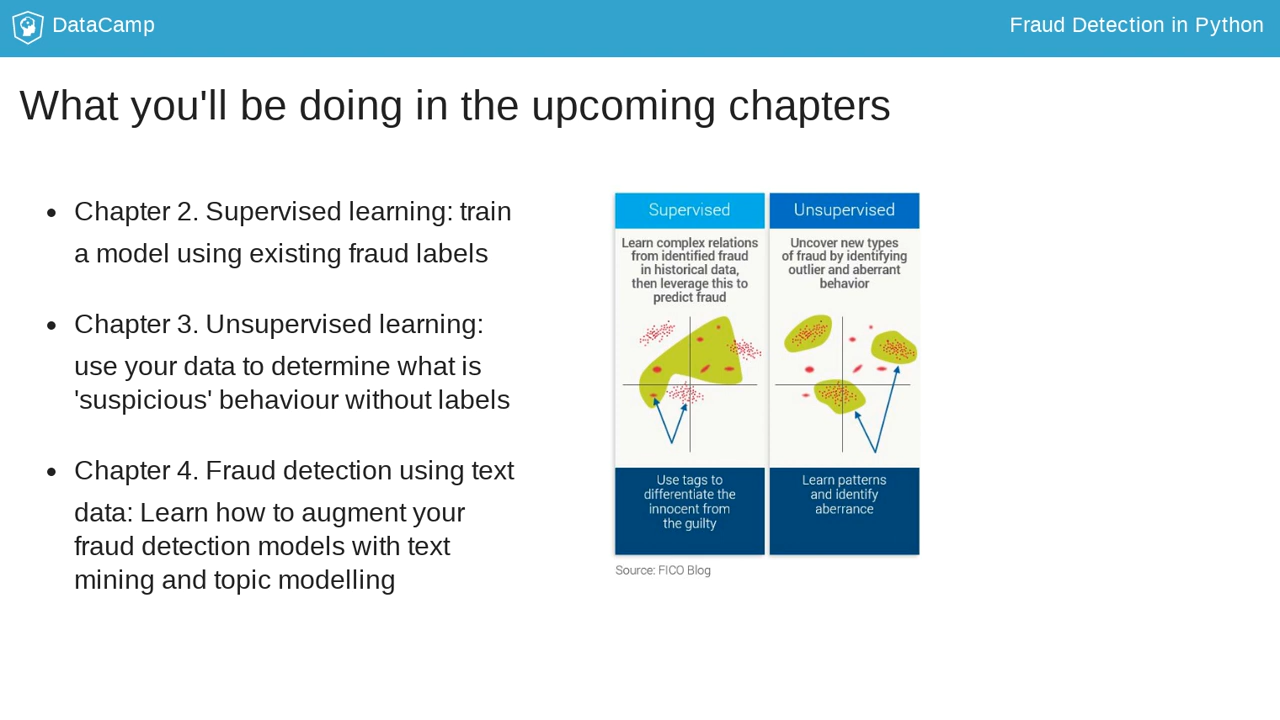 DataCamp
Fraud Detection in Python
What you'll be doing in the upcoming chapters
Chapter 2. Supervised learning: train
a model using existing fraud labels
Chapter 3. Unsupervised learning:
use your data to determine what is
'suspicious' behaviour without labels
Chapter 4. Fraud detection using text
data: Learn how to augment your
fraud detection models with text
mining and topic modelling
Supervised
Learn complex relations
from identified fraud
in historical data,
then leverage this to
predict fraud
Use tags to
differentiate the
innocent from
the guilty
Unsupervised
Uncover new types
of fraud by identifying
outlier and aberrant
behavior
Learn patterns
and identify
aberrance
Source: FICO Blog